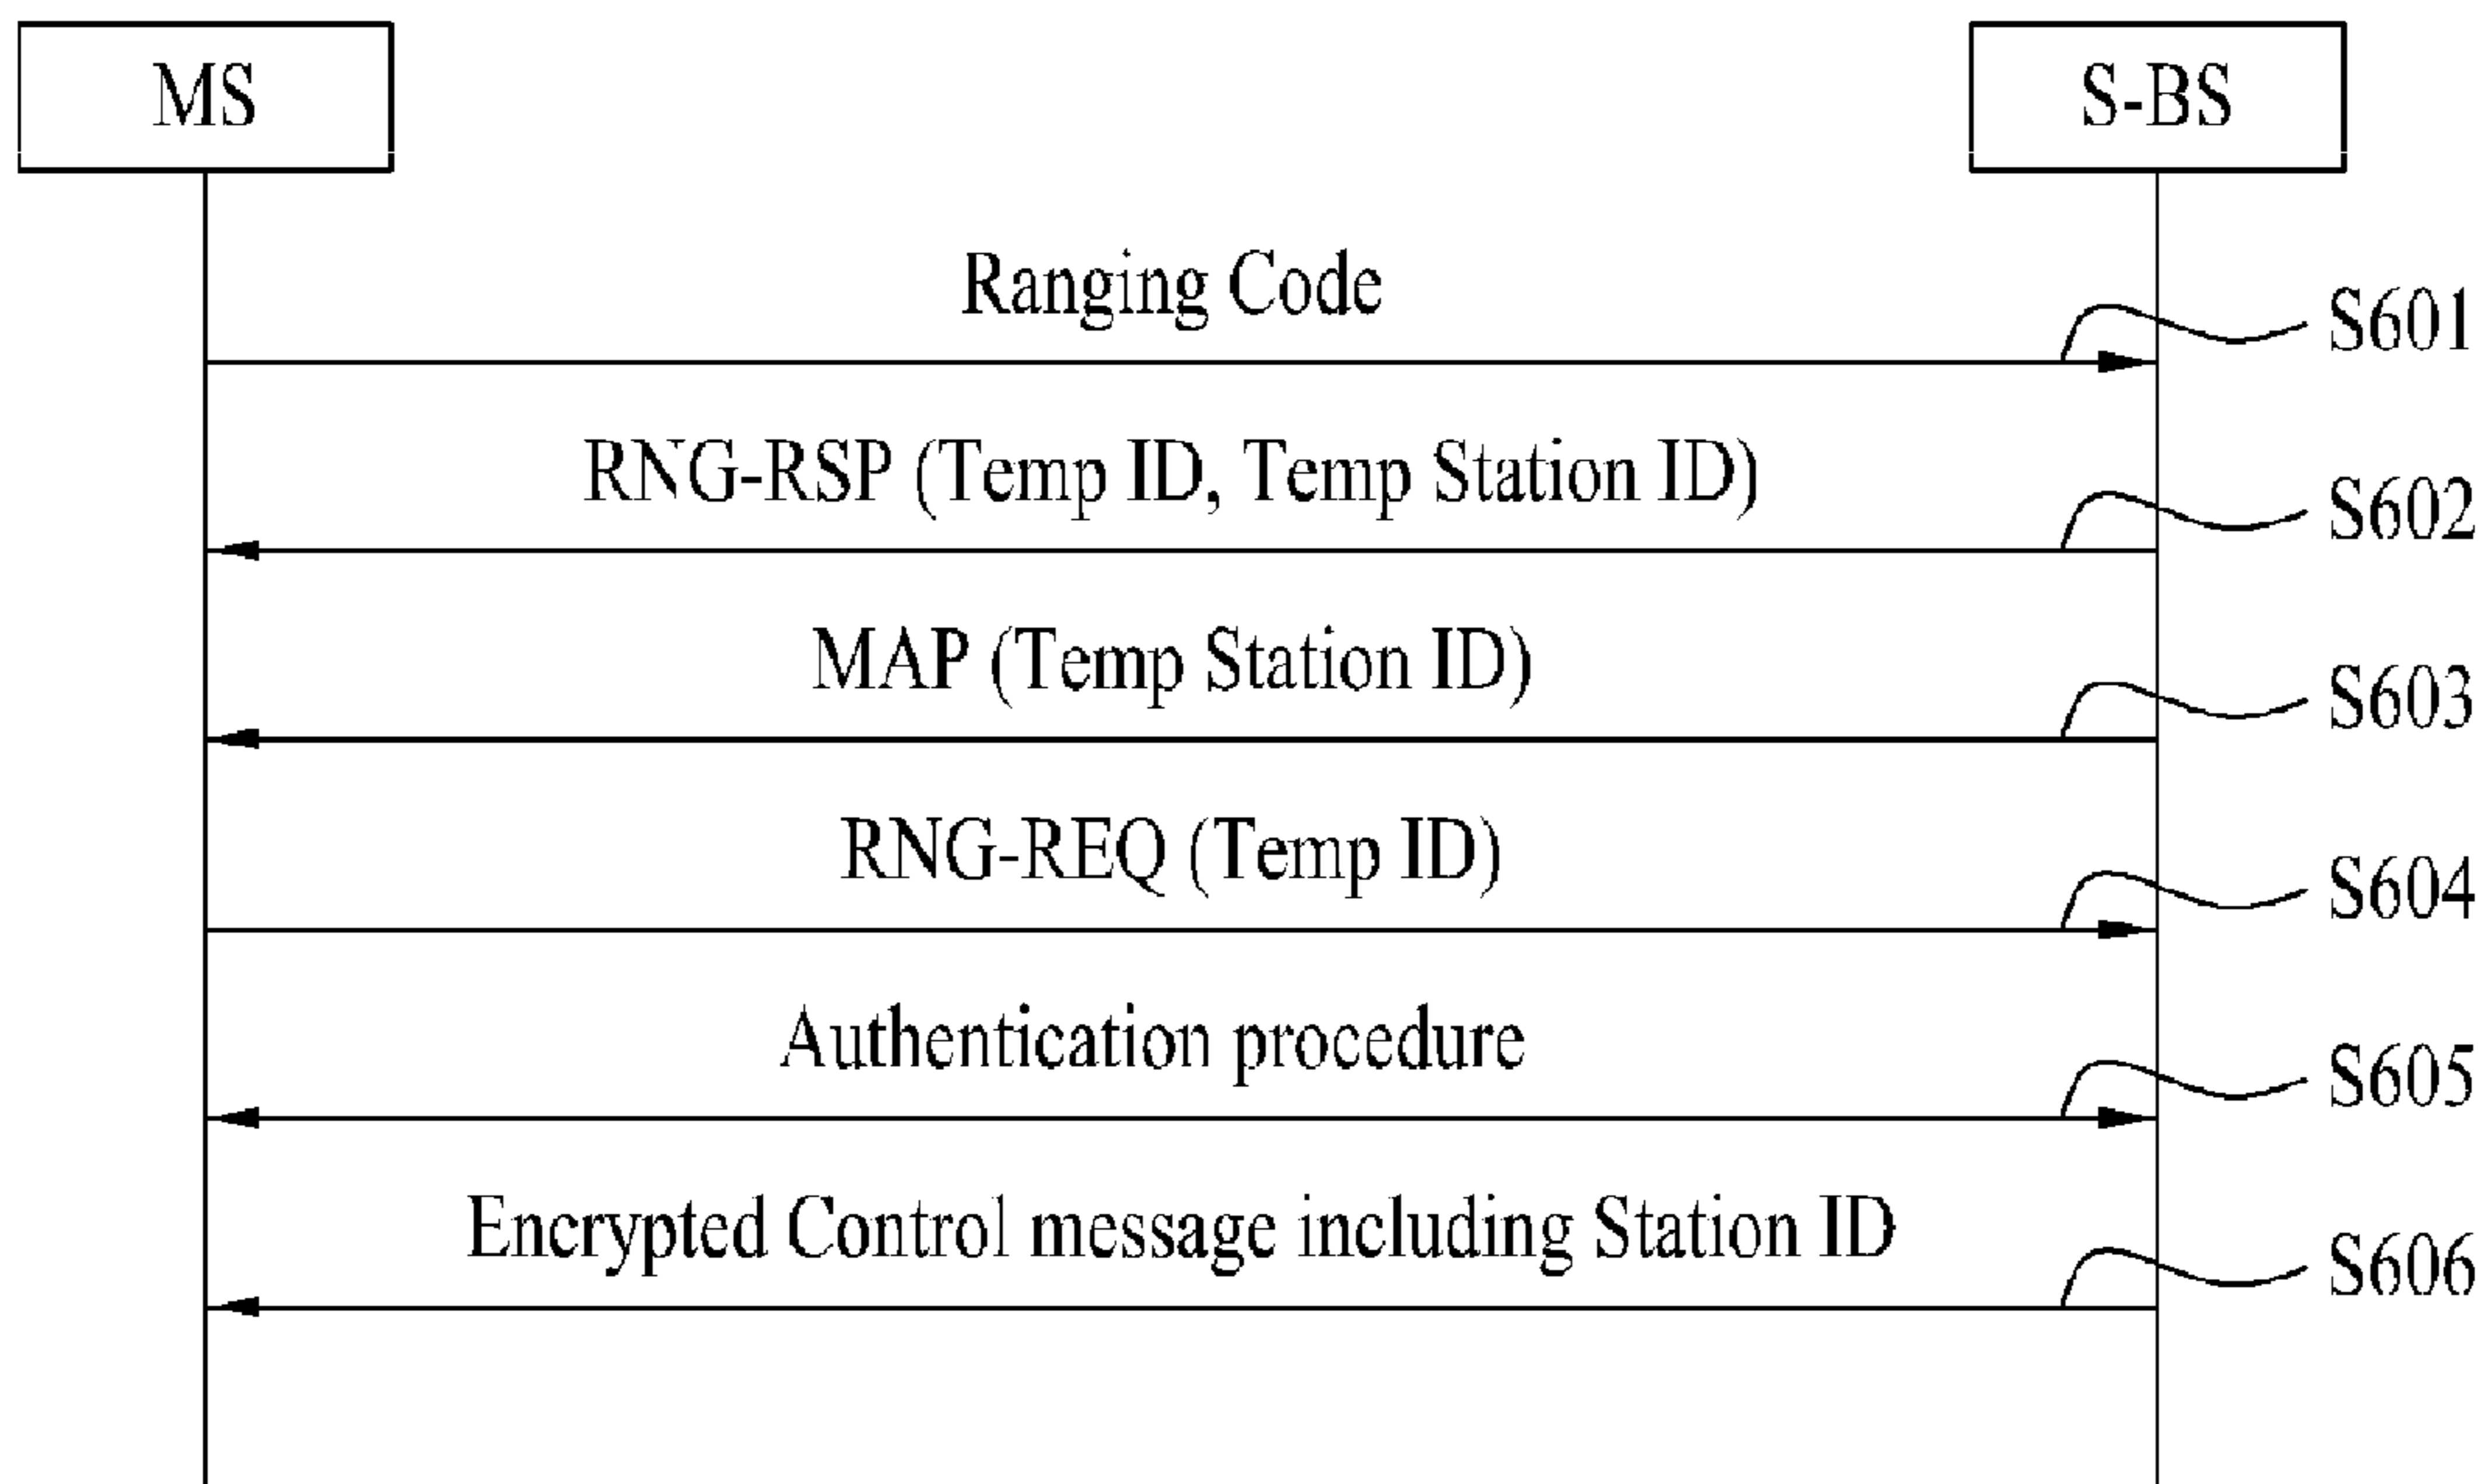 MS
S-BS
Ranging Code
S601
RNG-RSP (Temp ID, Temp Station ID)
S602
MAP (Temp Station ID)
S603
RNG-REQ (Temp ID)
S604
Authentication procedure
S605
Encrypted Control message including Station ID
S606